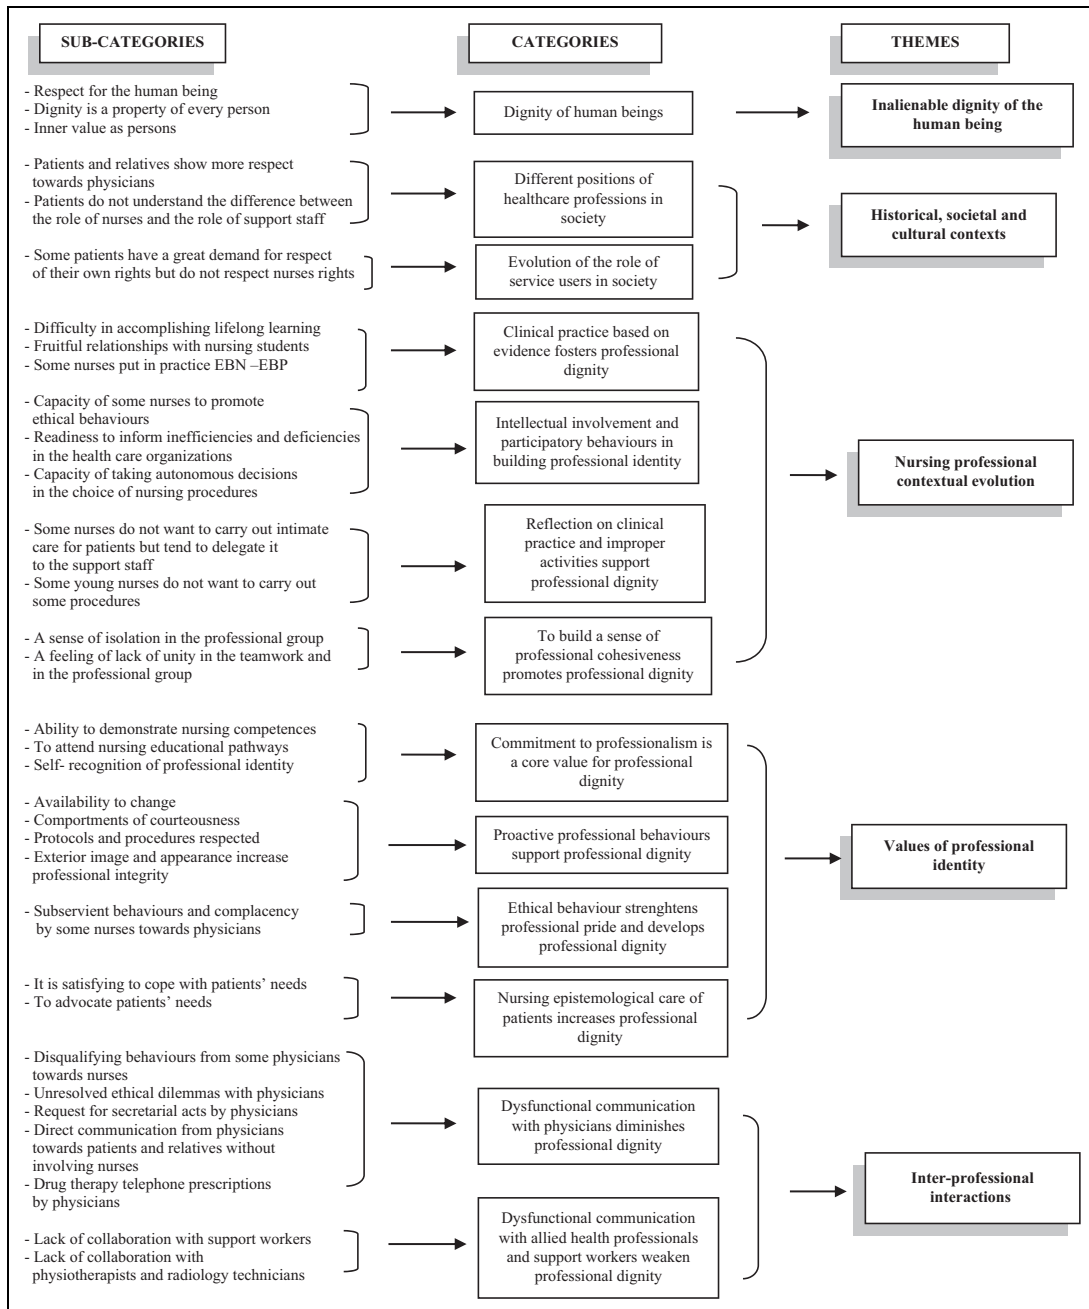 SUB-CATEGORIES
CATEGORIES
THEMES
- Respect for the human being
- Dignity is a property of every person
- Inner value as persons
Dignity of human beings
Inalienable dignity of the
human being
- Patients and relatives show more respect
towards physicians
- Patients do not understand the difference between
the role of nurses and the role of support staff
Different positions of
healthcare professions in
society
Historical, societal and
cultural contexts
- Some patients have a great demand for respect
of their own rights but do not respect nurses rights
Evolution of the role of
service users in society
- Difficulty in accomplishing lifelong learning
- Fruitful relationships with nursing students
- Some nurses put in practice EBN –EBP
Clinical practice based on
evidence fosters professional
dignity
- Capacity of some nurses to promote
ethical behaviours
- Readiness to inform inefficiencies and deficiencies
in the health care organizations
- Capacity of taking autonomous decisions
in the choice of nursing procedures
Intellectual involvement and
participatory behaviours in
building professional identity
Nursing professional
contextual evolution
- Some nurses do not want to carry out intimate
care for patients but tend to delegate it
to the support staff
- Some young nurses do not want to carry out
some procedures
Reflection on clinical
practice and improper
activities support
professional dignity
- A sense of isolation in the professional group
- A feeling of lack of unity in the teamwork and
in the professional group
To build a sense of
professional cohesiveness
promotes professional dignity
- Ability to demonstrate nursing competences
- To attend nursing educational pathways
- Self- recognition of professional identity
Commitment to professionalism is
a core value for professional
dignity
- Availability to change
- Comportments of courteousness
- Protocols and procedures respected
- Exterior image and appearance increase
professional integrity
Proactive professional behaviours
support professional dignity
Values of professional
identity
- Subservient behaviours and complacency
by some nurses towards physicians
Ethical behaviour strenghtens
professional pride and develops
professional dignity
- It is satisfying to cope with patients’ needs
- To advocate patients’ needs
Nursing epistemological care of
patients increases professional
dignity
- Disqualifying behaviours from some physicians
towards nurses
- Unresolved ethical dilemmas with physicians
- Request for secretarial acts by physicians
- Direct communication from physicians
towards patients and relatives without
involving nurses
- Drug therapy telephone prescriptions
by physicians
Dysfunctional communication
with physicians diminishes
professional dignity
Inter-professional
interactions
- Lack of collaboration with support workers
- Lack of collaboration with
physiotherapists and radiology technicians
Dysfunctional communication
with allied health professionals
and support workers weaken
professional dignity